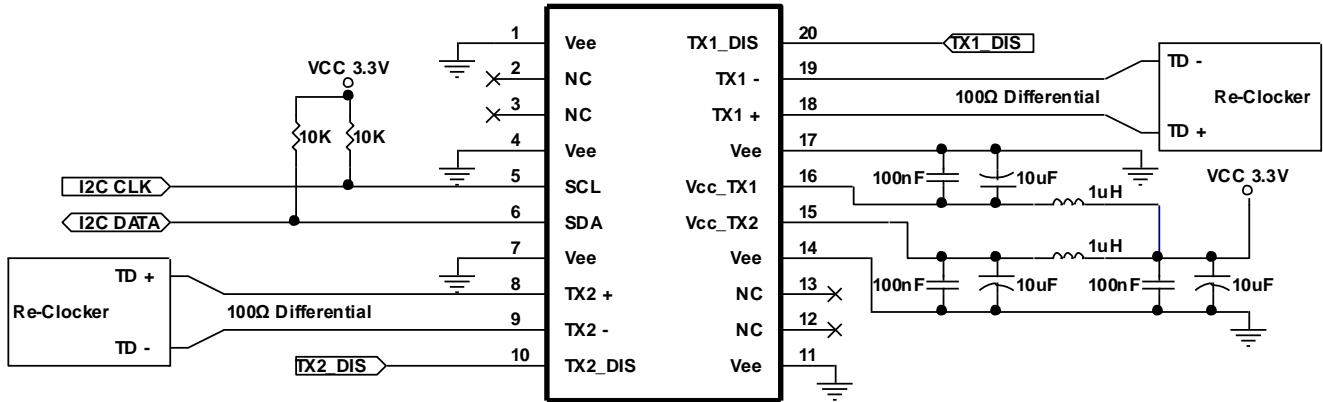 VCC 3.3V
10K
10K
I2C CLK
I2C DATA
Re-Clocker
TD +
TD -
100Ω Differential
TX2_DIS
1 Vee
2 NC
3 NC
4 Vee
5 SCL
6 SDA
7 Vee
8 TX2 +
9 TX2 -
10 TX2_DIS
TX1_DIS 20
TX1 - 19
TX1 + 18
Vee 17
Vcc_TX1 16
Vcc_TX2 15
Vee 14
NC 13
NC 12
Vee 11
TX1_DIS
100Ω Differential
TD -
Re-Clocker
TD +
100nF
10uF
1uH
VCC 3.3V
1uH
100nF
10uF
100nF
10uF